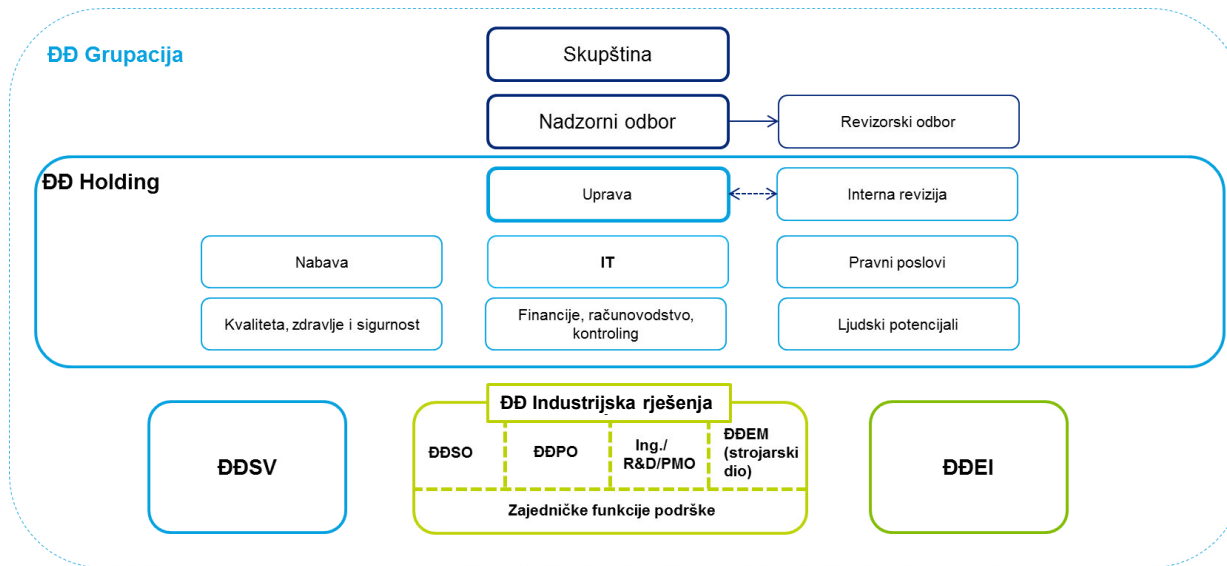 ĐĐ Grupacija
Skupština
Nadzorni odbor
Revizorski odbor
ĐĐ Holding
Uprava
Interna revizija
Nabava
IT
Pravni poslovi
Kvaliteta, zdravlje i sigurnost
Financije, računovodstvo,
kontroling
Ljudski potencijali
ĐĐSV
ĐĐ Industrijska rješenja
ĐĐSO
ĐĐPO
Ing./
R&D/PMO
ĐĐEM
(strojarski
dio)
Zajedničke funkcije podrške
ĐĐEI